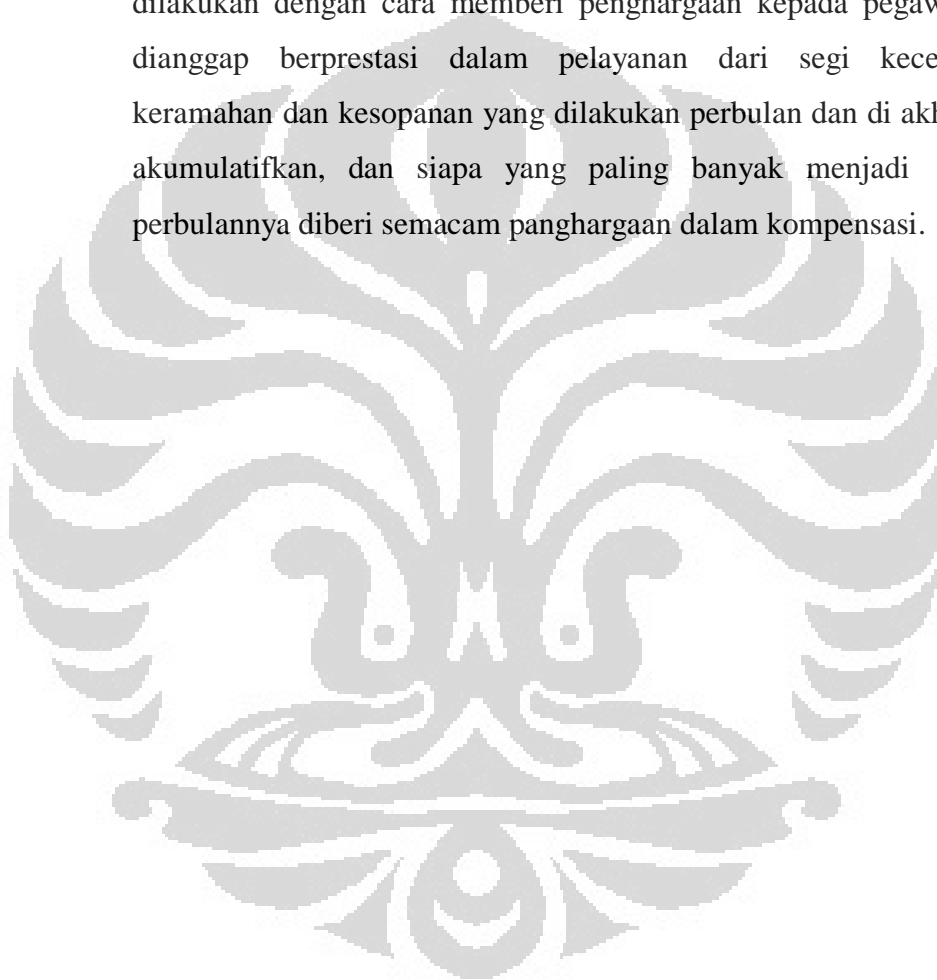 dilakukan dengan cara memberi penghargaan kepada
dianggap berprestasi dalam pelayanan dari segi
keramahan dan kesopanan yang dilakukan perbulan dan di
akumulatifkan, dan siapa yang paling banyak menjadi
perbulannya diberi semacam panghargaan dalam kompensasi.